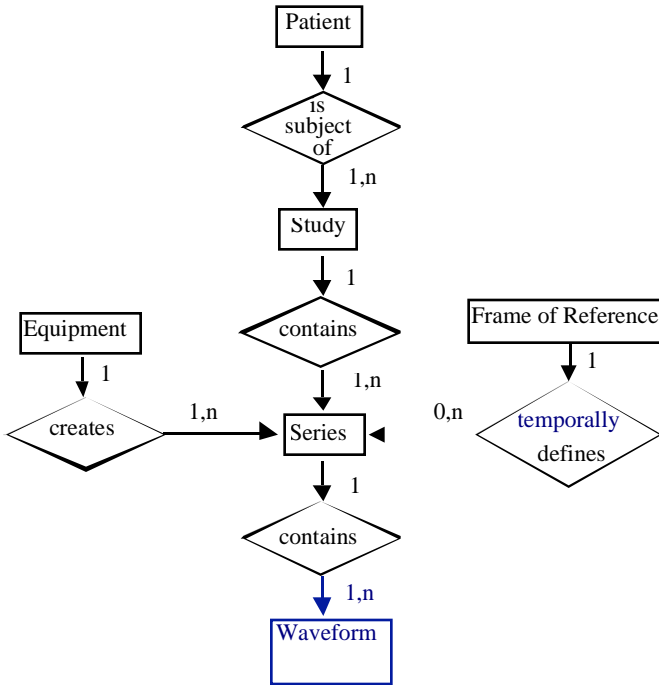 Patient
1
is
subject
of
1,n
Study
1
Equipment
contains
Frame of Reference
1
1,n
1
creates
1,n
Series
0,n
temporally
defines
1
contains
1,n
Waveform